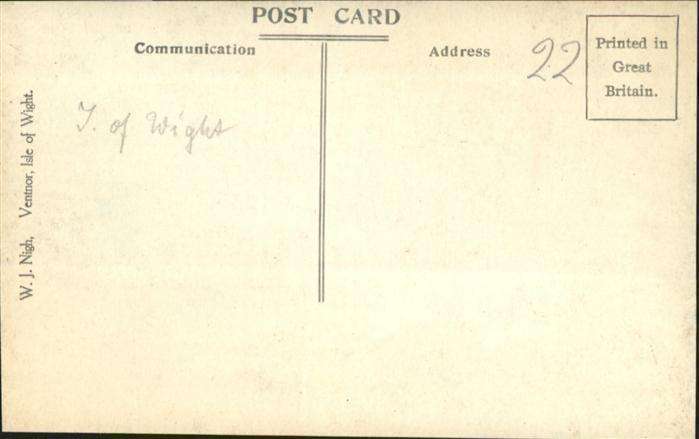 POST CARD
Communication
Address
22
Printed in
Great
Britain.
I. of Wight
W. J. Nigh, Ventnor, Isle of Wight.